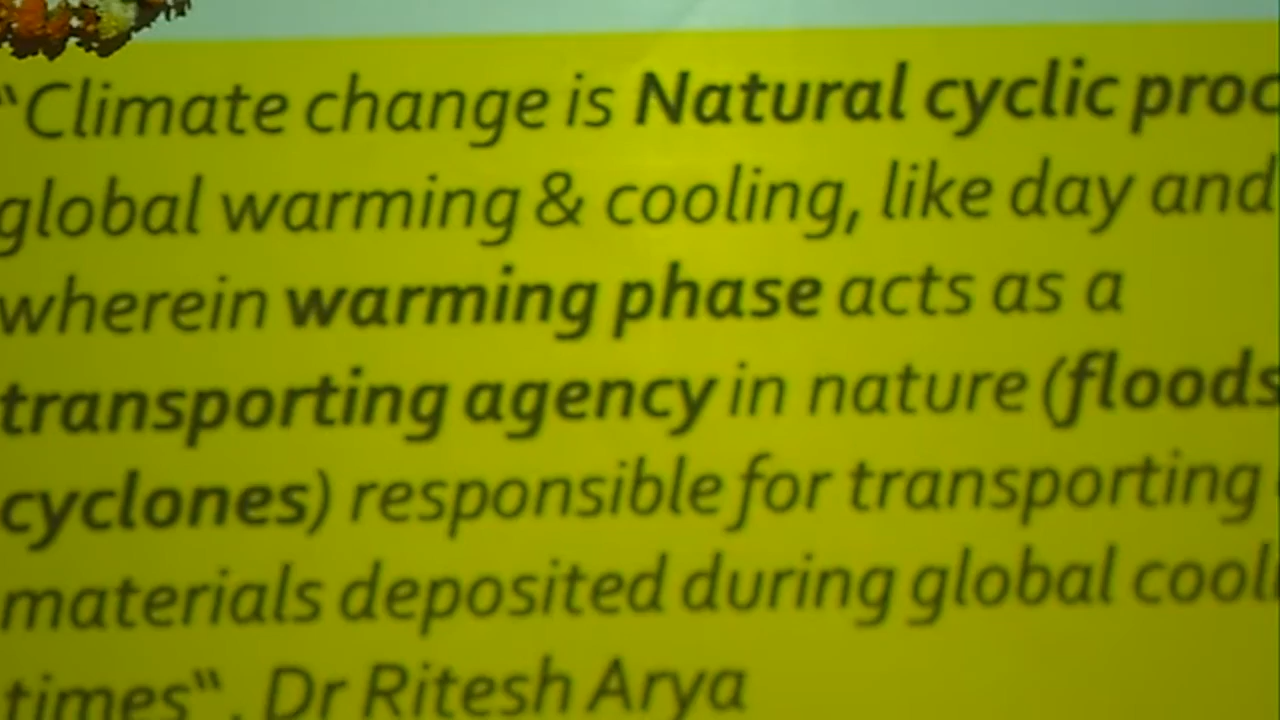 "Climate change is Natural cyclic proc
global warming & cooling, like day and
wherein warming phase acts as a
transporting agency in nature (floods
cyclones) responsible for transporting
materials deposited during global cooli
times". Dr Ritesh Arya